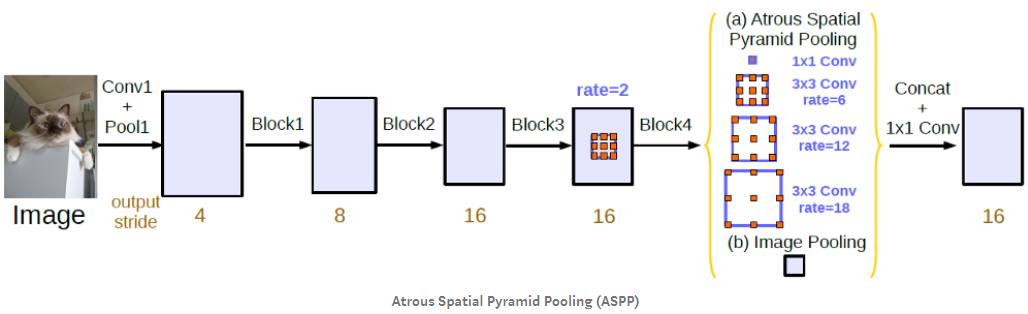 Image
Conv1
+
Pool1
output
stride
4
Block1
8
Block2
16
Block3
rate=2
16
Block4
(a) Atrous Spatial
Pyramid Pooling
1x1 Conv
3x3 Conv
rate=6
3x3 Conv
rate=12
3x3 Conv
rate=18
(b) Image Pooling
Concat
+
1x1 Conv
16
Atrous Spatial Pyramid Pooling (ASPP)